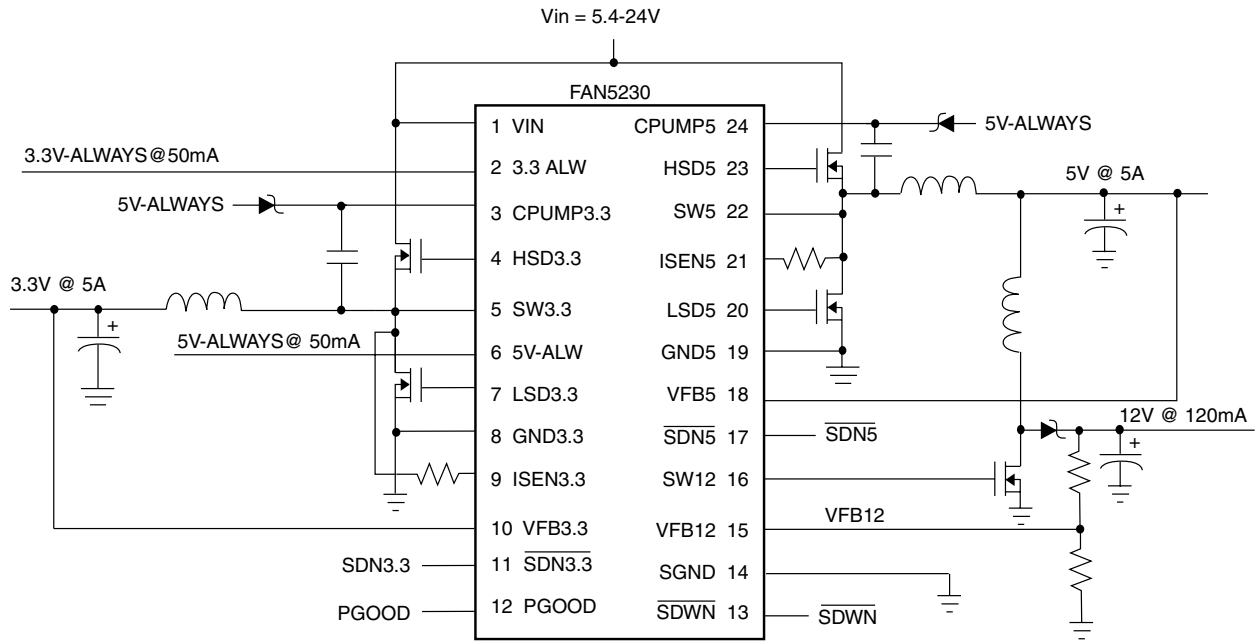 Vin = 5.4-24V
FAN5230
1 VIN
CPUMP5 24
5V-ALWAYS
3.3V-ALWAYS@50mA
2 3.3 ALW
HSD5 23
5V @ 5A
5V-ALWAYS
3 CPUMP3.3
SW5 22
+
4 HSD3.3
ISEN5 21
3.3V @ 5A
5 SW3.3
LSD5 20
+
5V-ALWAYS@ 50mA
6 5V-ALW
GND5 19
7 LSD3.3
VFB5 18
12V @ 120mA
8 GND3.3
SDN5 17
SDN5
+
9 ISEN3.3
SW12 16
10 VFB3.3
VFB12 15
VFB12
SDN3.3
11 SDN3.3
SGND 14
PGOOD
12 PGOOD
SDWN 13
SDWN